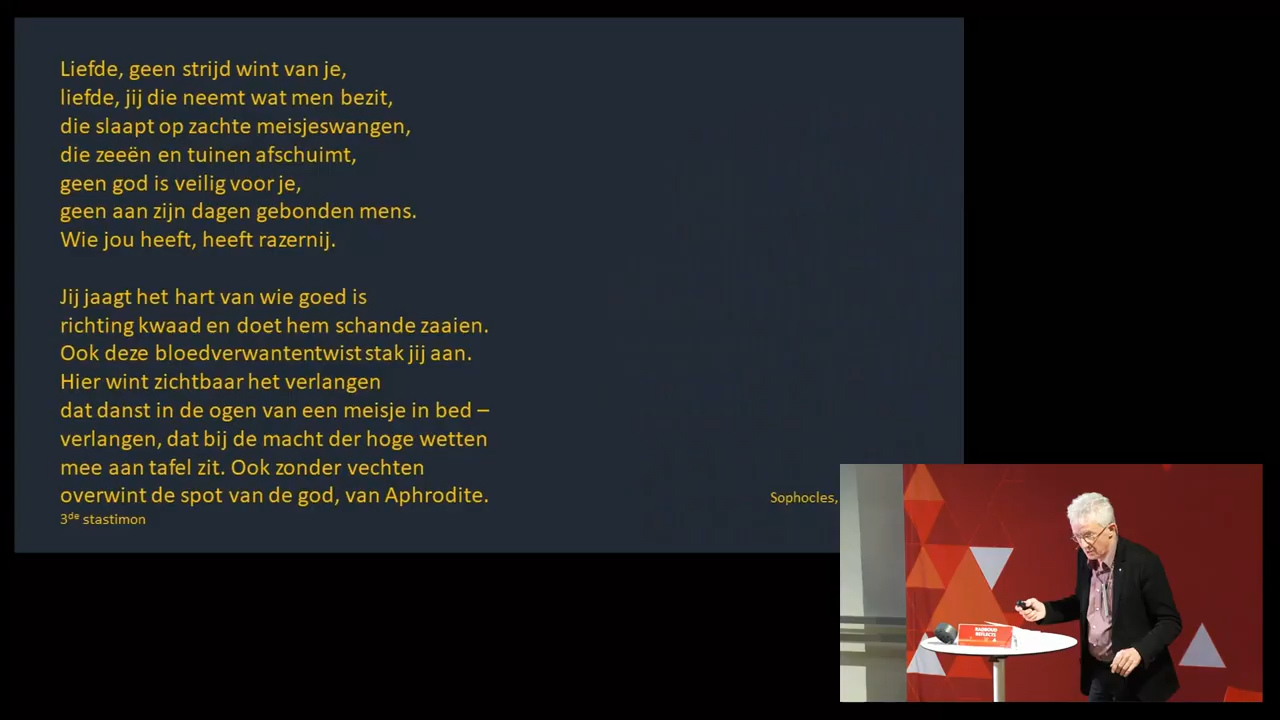 Liefde, geen strijd wint van je,
liefde, jij die neemt wat men bezit,
die slaapt op zachte meisjeswangen,
die zeeën en tuinen afschuimt,
geen god is veilig voor je,
geen aan zijn dagen gebonden mens.
Wie jou heeft, heeft razernij.
Jij jaagt het hart van wie goed is
richting kwaad en doet hem schande zaaien.
Ook deze bloedverwantentwist stak jij aan.
Hier wint zichtbaar het verlangen
dat danst in de ogen van een meisje in bed –
verlangen, dat bij de macht der hoge wetten
mee aan tafel zit. Ook zonder vechten
overwint de spot van de god, van Aphrodite.
3de stastimon
Sophocles,
RADBOUD
REFLECTS